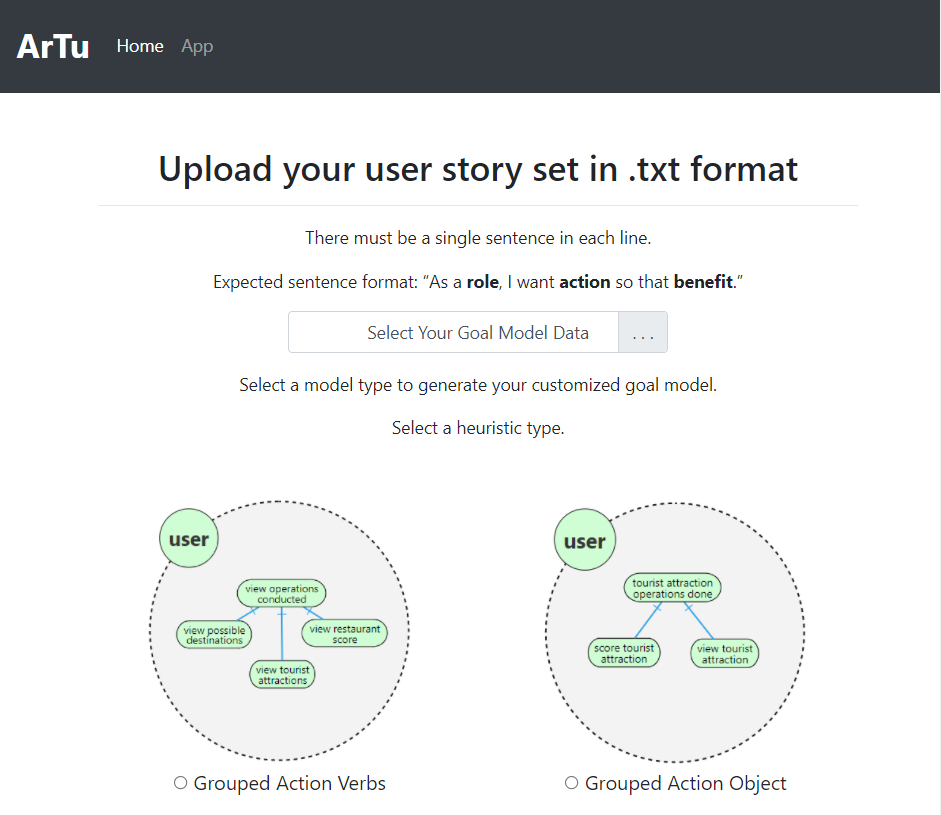 ArTu Home App
Upload your user story set in .txt format
There must be a single sentence in each line.
Expected sentence format: “As a role, I want action so that benefit.”
Select Your Goal Model Data ...
Select a model type to generate your customized goal model.
Select a heuristic type.
user
view operations
conducted
view possible
destinations
view restaurant
score
view tourist
attractions
Grouped Action Verbs
user
tourist attraction
operations done
score tourist
attraction
view tourist
attraction
Grouped Action Object